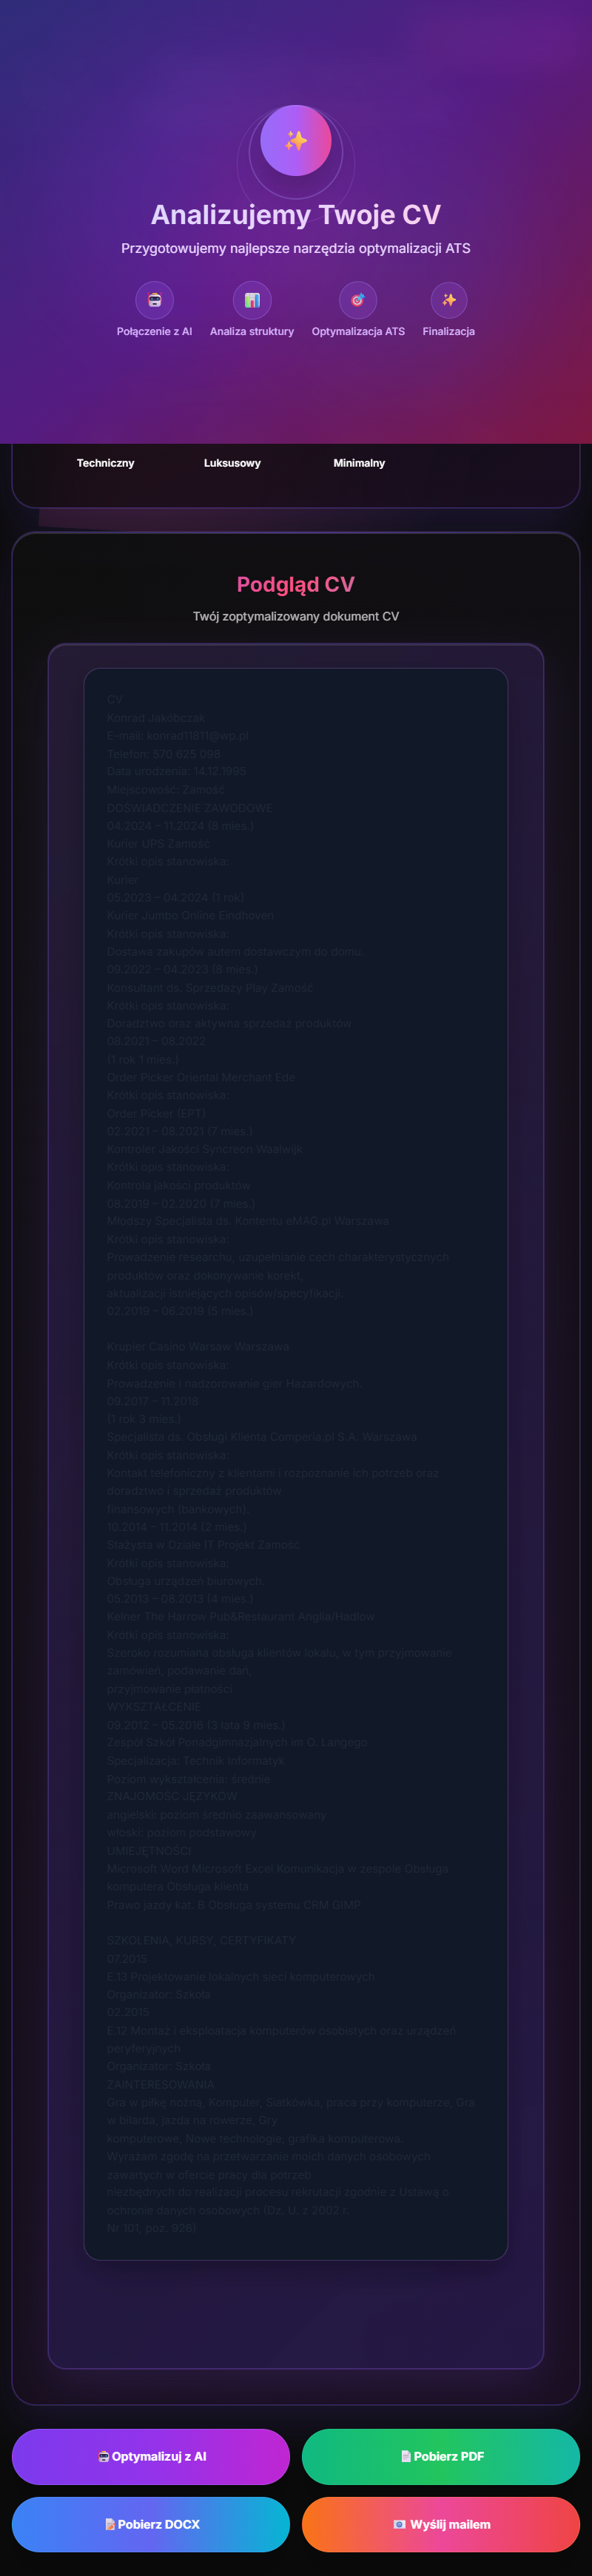 Analizujemy Twoje CV
Przygotowujemy najlepsze narzędzia optymalizacji ATS
Połączenie z AI
Analiza struktury
Optymalizacja ATS
Finalizacja
Techniczny
Luksusowy
Minimalny
Podgląd CV
Twój zoptymalizowany dokument CV
CV
Konrad Jakóbczak
E-mail: konrad11811@wp.pl
Telefon: 570 625 098
Data urodzenia: 14.12.1995
Miejscowość: Zamość
DOŚWIADCZENIE ZAWODOWE
04.2024 – 11.2024 (8 mies.)
Kurier UPS Zamość
Krótki opis stanowiska:
Kurier
05.2023 – 04.2024 (1 rok)
Kurier Jumbo Online Eindhoven
Krótki opis stanowiska:
Dostawa zakupów autem dostawczym do domu.
09.2022 – 04.2023 (8 mies.)
Konsultant ds. Sprzedaży Play Zamość
Krótki opis stanowiska:
Doradztwo oraz aktywna sprzedaż produktów
08.2021 – 08.2022
(1 rok 1 mies.)
Order Picker Oriental Merchant Ede
Krótki opis stanowiska:
Order Picker (EPT)
02.2021 – 08.2021 (7 mies.)
Kontroler Jakości Syncreon Waalwijk
Krótki opis stanowiska:
Kontrola jakości produktów
08.2019 – 02.2020 (7 mies.)
Młodszy Specjalista ds. Kontentu eMAG.pl Warszawa
Krótki opis stanowiska:
Prowadzenie researchu, uzupełnianie cech charakterystycznych
produktów oraz dokonywanie korekt,
aktualizacji istniejących opisów/specyfikacji.
02.2019 – 06.2019 (5 mies.)
Krupier Casino Warsaw Warszawa
Krótki opis stanowiska:
Prowadzenie i nadzorowanie gier Hazardowych.
09.2017 – 11.2018
(1 rok 3 mies.)
Specjalista ds. Obsługi Klienta Comperia.pl S.A. Warszawa
Krótki opis stanowiska:
Kontakt telefoniczny z klientami i rozpoznanie ich potrzeb oraz
doradztwo i sprzedaż produktów
finansowych (bankowych).
10.2014 – 11.2014 (2 mies.)
Stażysta w Dziale IT Projekt Zamość
Krótki opis stanowiska:
Obsługa urządzeń biurowych.
05.2013 – 08.2013 (4 mies.)
Kelner The Harrow Pub&Restaurant Anglia/Hadlow
Krótki opis stanowiska:
Szeroko rozumiana obsługa klientów lokalu, w tym przyjmowanie
zamówień, podawanie dań,
przyjmowanie płatności
WYKSZTAŁCENIE
09.2012 – 05.2016 (3 lata 9 mies.)
Zespół Szkół Ponadgimnazjalnych im O. Langego
Specjalizacja: Technik Informatyk
Poziom wykształcenia: średnie
ZNAJOMOŚĆ JĘZYKÓW
angielski: poziom średnio zaawansowany
włoski: poziom podstawowy
UMIEJĘTNOŚCI
Microsoft Word Microsoft Excel Komunikacja w zespole Obsługa
komputera Obsługa klienta
Prawo jazdy kat. B Obsługa systemu CRM GIMP
SZKOLENIA, KURSY, CERTYFIKATY
07.2015
E.13 Projektowanie lokalnych sieci komputerowych
Organizator: Szkoła
02.2015
E.12 Montaż i eksploatacja komputerów osobistych oraz urządzeń
peryferyjnych
Organizator: Szkoła
ZAINTERESOWANIA
Gra w piłkę nożną, Komputer, Siatkówka, praca przy komputerze, Gra
w bilarda, jazda na rowerze, Gry
komputerowe, Nowe technologie, grafika komputerowa.
Wyrażam zgodę na przetwarzanie moich danych osobowych
zawartych w ofercie pracy dla potrzeb
niezbędnych do realizacji procesu rekrutacji zgodnie z Ustawą o
ochronie danych osobowych (Dz. U. z 2002 r.
Nr 101, poz. 926)
Optymalizuj z AI
Pobierz PDF
Pobierz DOCX
Wyślij mailem